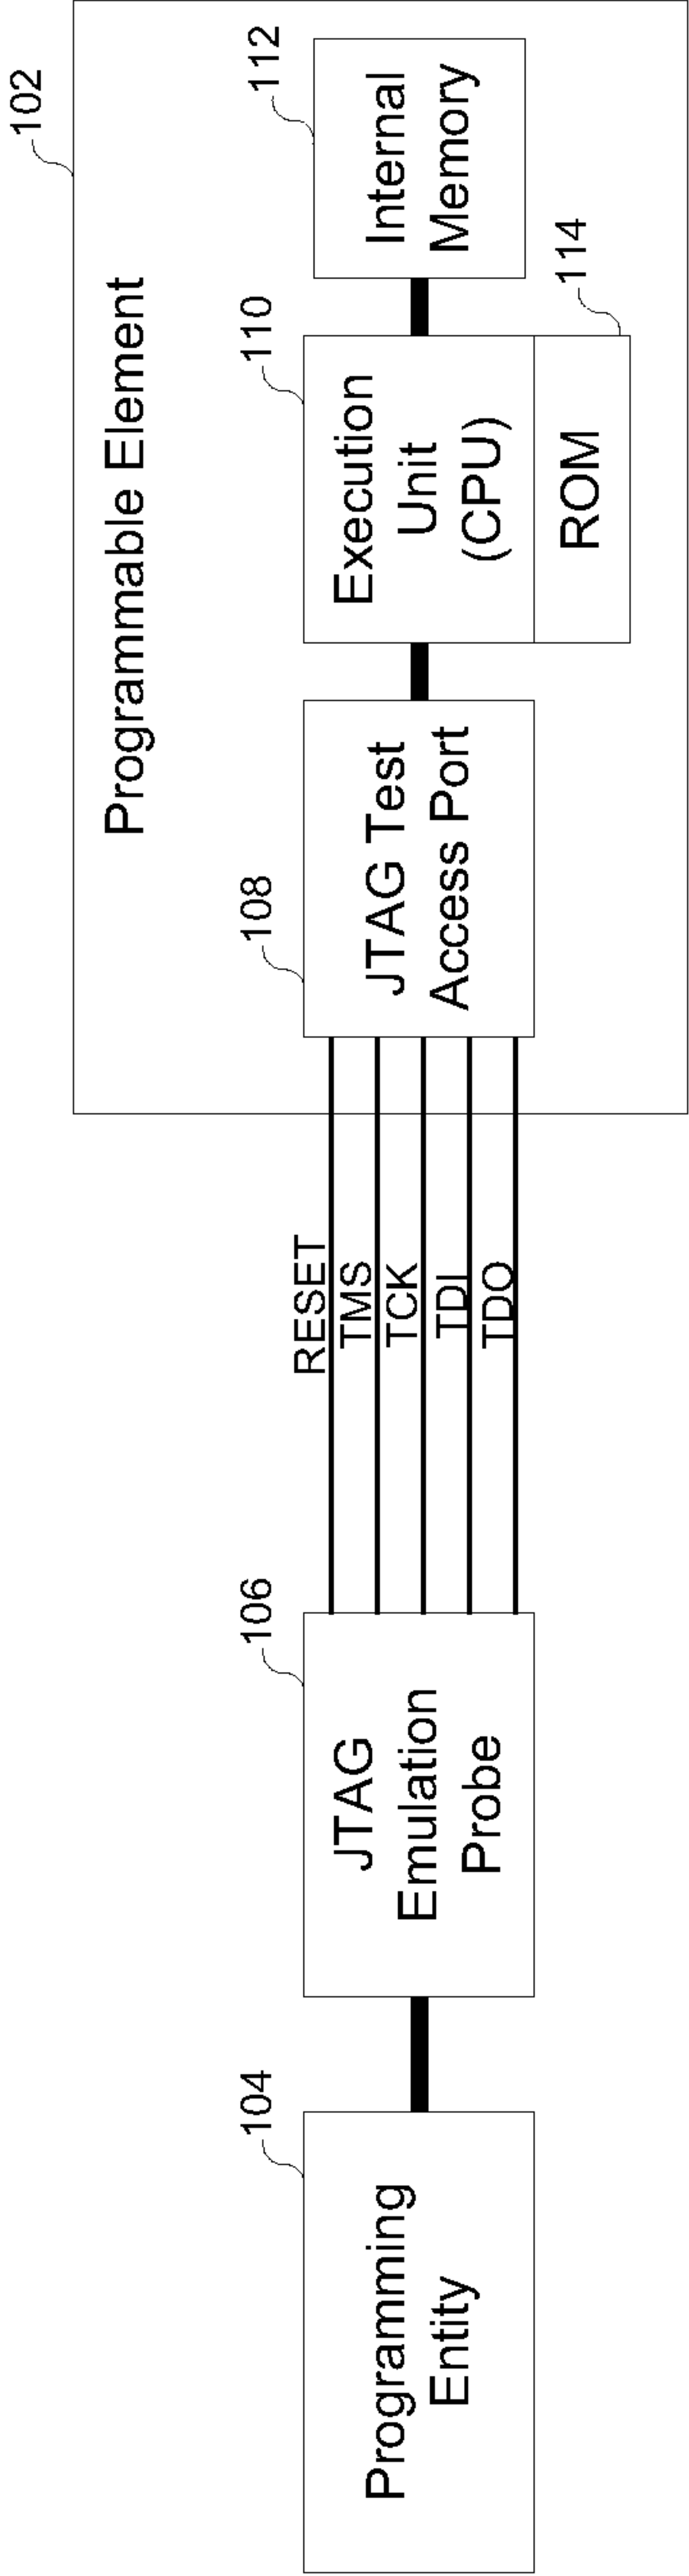 102
Programmable Element
104
Programming
Entity
106
JTAG
Emulation
Probe
RESET
TMS
TCK
TDI
TDO
108
JTAG Test
Access Port
110
Execution
Unit
(CPU)
ROM
114
112
Internal
Memory